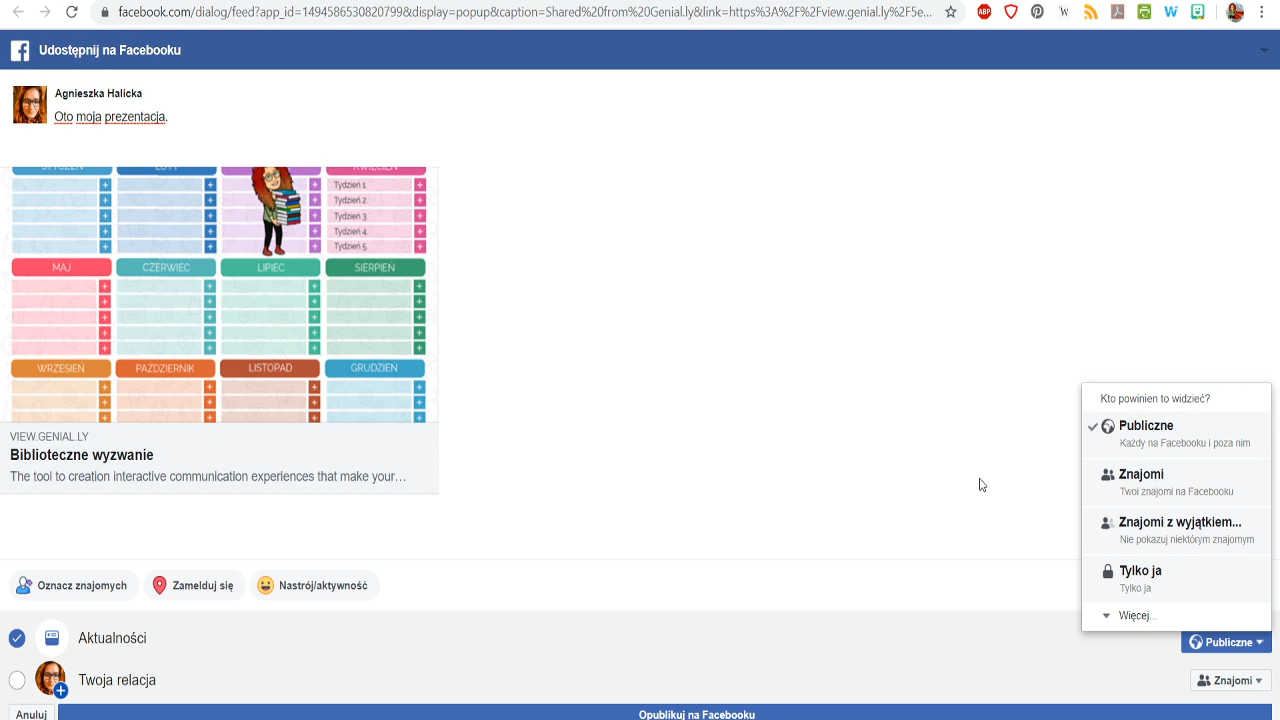 facebook.com/dialog/feed?app_id=1494586530820799&display=popup&caption=Shared%20from%20Genial.ly&link=https%3A%2F%2Fview.genial.ly%2F5e...
ABP
W
W
Udostępnij na Facebooku
Agnieszka Halicka
Oto moja prezentacja.
STYCZEŃ LUTY KWIECIEŃ
Tydzień 1
Tydzień 2
Tydzień 3
Tydzień 4
Tydzień 5
MAJ CZERWIEC LIPIEC SIERPIEŃ
WRZESIEŃ PAŹDZIERNIK LISTOPAD GRUDZIEŃ
VIEW.GENIAL.LY
Biblioteczne wyzwanie
The tool to creation interactive communication experiences that make your...
Kto powinien to widzieć?
Publiczne
Każdy na Facebooku i poza nim
Znajomi
Twoi znajomi na Facebooku
Znajomi z wyjątkiem...
Nie pokazuj niektórym znajomym
Tylko ja
Tylko ja
Więcej...
Oznacz znajomych Zamelduj się Nastrój/aktywność
Aktualności Publiczne
Twoja relacja Znajomi
Anuluj Opublikuj na Facebooku